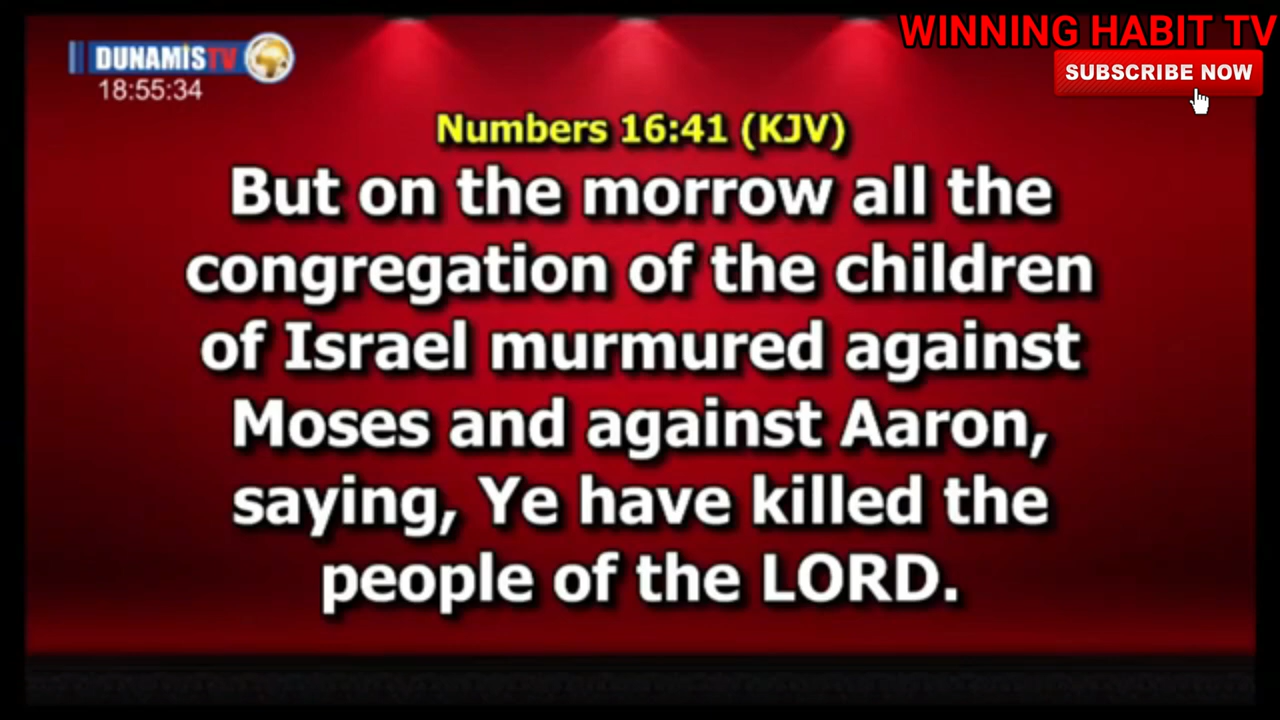 DUNAMIS TV
18:55:34
WINNING HABIT TV
SUBSCRIBE NOW
Numbers 16:41 (KJV)
But on the morrow all the
congregation of the children
of Israel murmured against
Moses and against Aaron,
saying, Ye have killed the
people of the LORD.